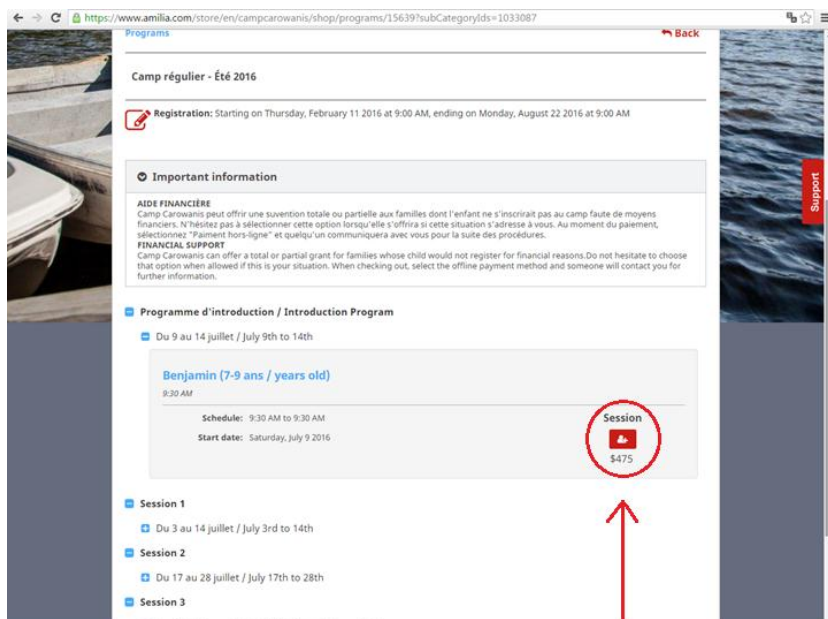 https://www.amilia.com/store/en/campcarowanis/shop/programs/15639?subCategoryIds=1033087
Programs
Back
Camp régulier - Été 2016
Registration: Starting on Thursday, February 11 2016 at 9:00 AM, ending on Monday, August 22 2016 at 9:00 AM
Support
Important information
AIDE FINANCIÈRE
Camp Carowanis peut offrir une suvention totale ou partielle aux familles dont l'enfant ne s'inscrirait pas au camp faute de moyens
financiers. N'hésitez pas à sélectionner cette option lorsqu'elle s'offrira si cette situation s'adresse à vous. Au moment du paiement,
sélectionnez "Paiment hors-ligne" et quelqu'un communiquera avec vous pour la suite des procédures.
FINANCIAL SUPPORT
Camp Carowanis can offer a total or partial grant for families whose child would not register for financial reasons.Do not hesitate to choose
that option when allowed if this is your situation. When checking out, select the offline payment method and someone will contact you for
further information.
Programme d'introduction / Introduction Program
Du 9 au 14 juillet / July 9th to 14th
Benjamin (7-9 ans / years old)
9:30 AM
Schedule: 9:30 AM to 9:30 AM
Session
Start date: Saturday, July 9 2016
$475
Session 1
Du 3 au 14 juillet / July 3rd to 14th
Session 2
Du 17 au 28 juillet / July 17th to 28th
Session 3